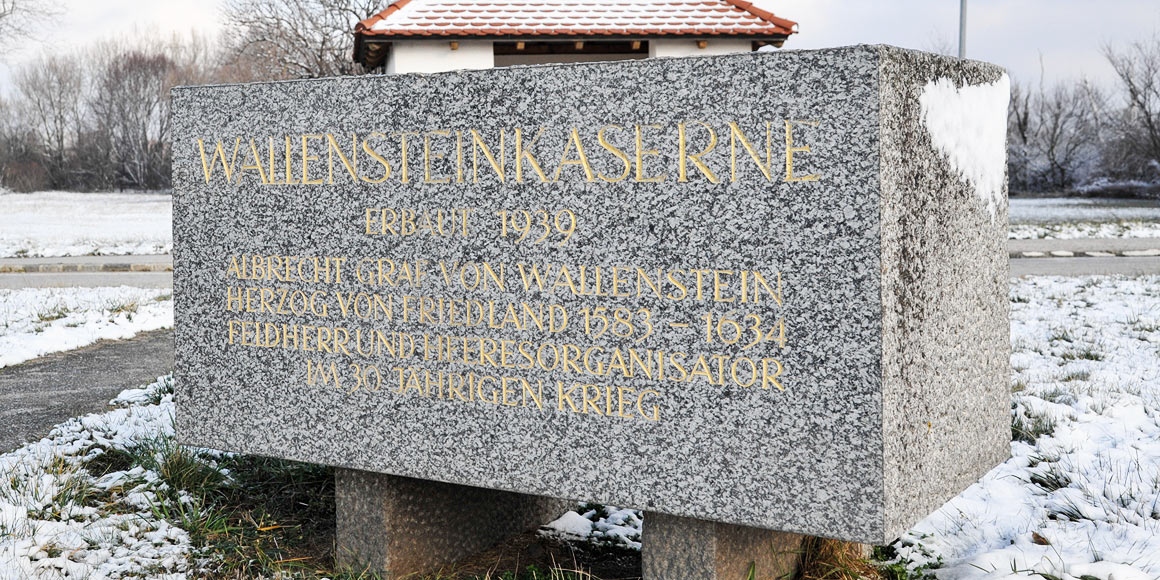 WALLENSTEINKASERNE
ERBAUT 1939
ALBRECHT GRAF VON WALLENSTEIN
HERZOG VON FRIEDLAND 1583 – 1634
FELDHERR UND HEERESORGANISATOR
IM 30 JÄHRIGEN KRIEG